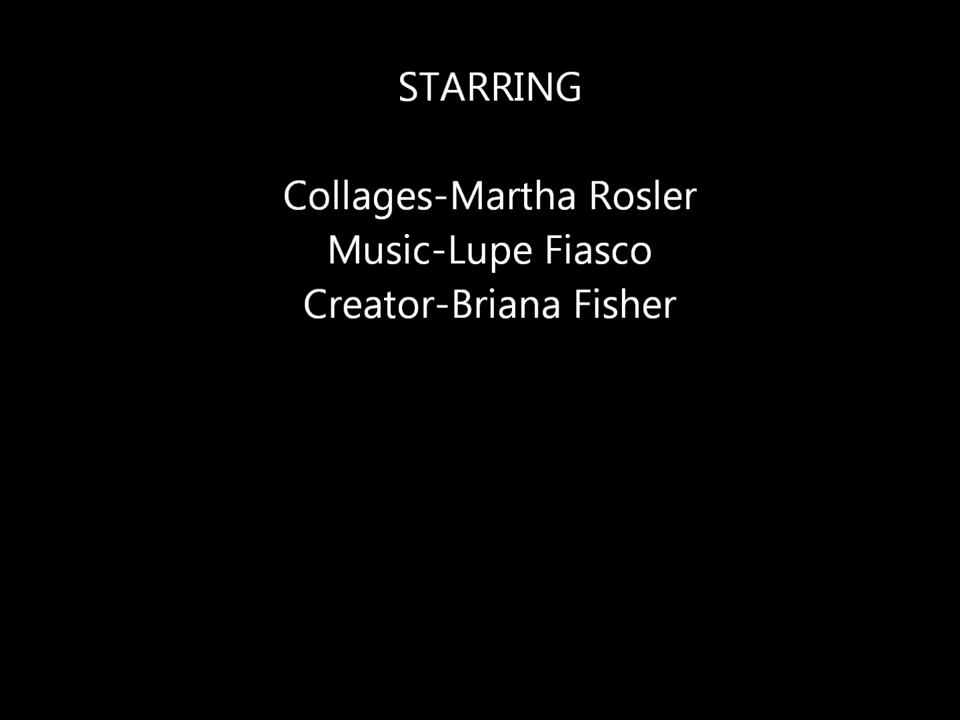 STARRING
Collages-Martha Rosler
Music-Lupe Fiasco
Creator-Briana Fisher